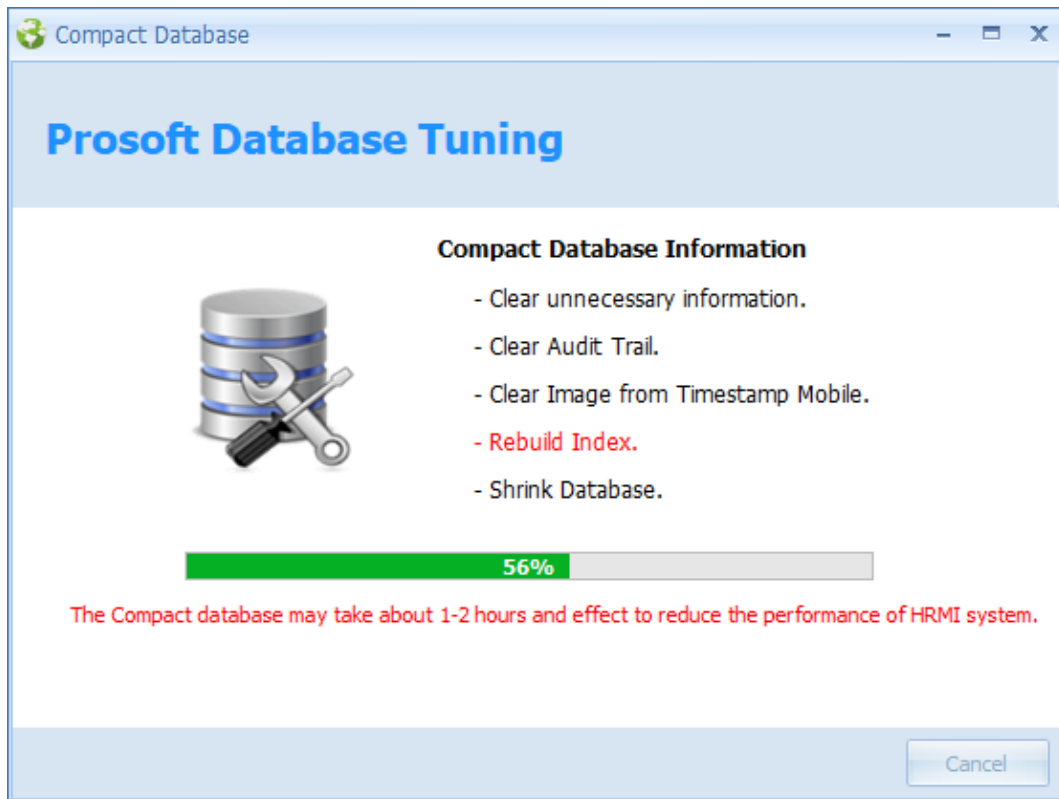 Compact Database
Prosoft Database Tuning
Compact Database Information
- Clear unnecessary information.
- Clear Audit Trail.
- Clear Image from Timestamp Mobile.
- Rebuild Index.
- Shrink Database.
56%
The Compact database may take about 1-2 hours and effect to reduce the performance of HRMI system.
Cancel